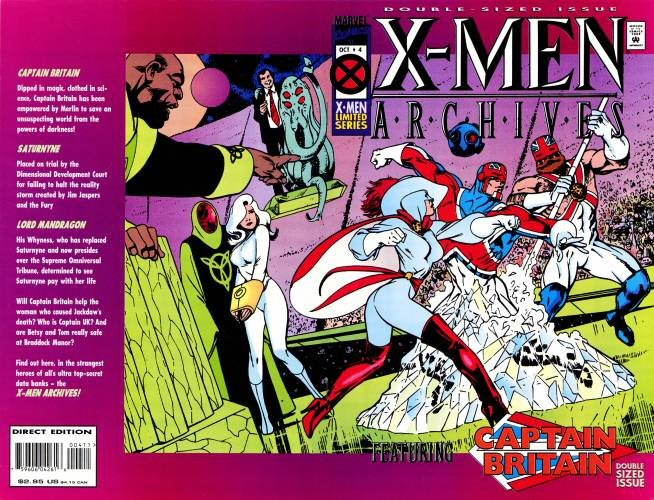 DOUBLE-SIZED ISSUE
MARVEL
COMICS
OCT • 4
X-MEN
LIMITED
SERIES
X-MEN
A•R•C•H•I•V•E•S
CAPTAIN BRITAIN
Dipped in magic, clothed in sci-
ence, Captain Britain has been
empowered by Merlin to save an
unsuspecting world from the
powers of darkness!
SATURNYNE
Placed on trial by the
Dimensional Development Court
for failing to halt the reality
storm created by Jim Jaspers
and the Fury
LORD MANDRAGON
His Whyness, who has replaced
Saturnyne and now presides
over the Supreme Omniversal
Tribune, determined to see
Saturnyne pay with her life
Will Captain Britain help the
woman who caused Jackdaw's
death? Who is Captain UK? And
are Betsy and Tom really safe
at Braddock Manor?
Find out here, in the strangest
heroes of all's ultra top-secret
data banks – the
X-MEN ARCHIVES!
DIRECT EDITION
00411
$2.95 US $4.15 CAN
FEATURING
CAPTAIN
BRITAIN
DOUBLE
SIZED
ISSUE